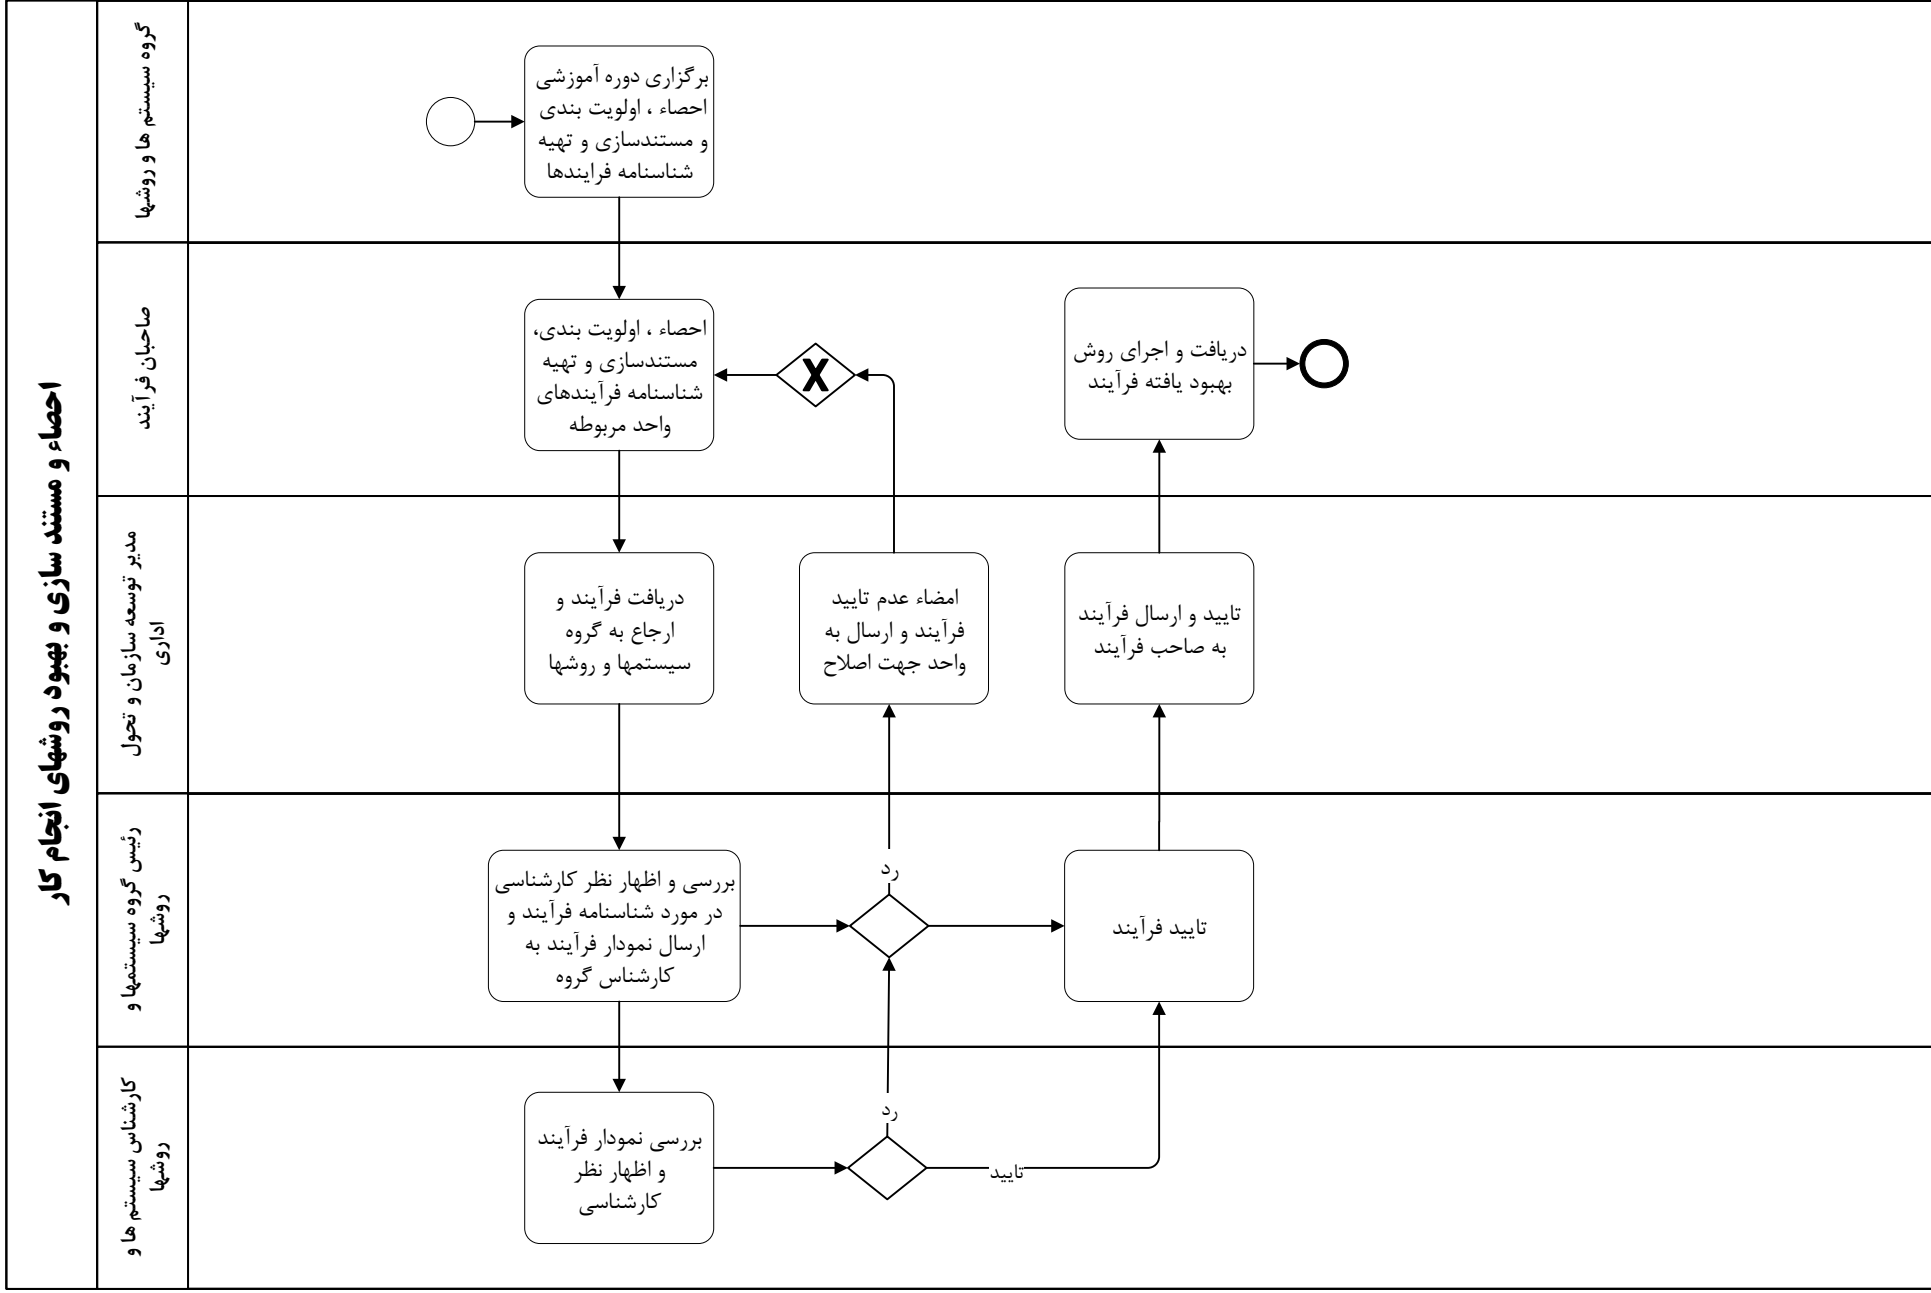 احصاء و مستند سازی و بهبود روشهای انجام کار
گروه سیستم ها و روشها
برگزاری دوره آموزشی
احصاء ، اولویت بندی
و مستندسازی و تهیه
شناسنامه فرایندها
صاحبان فرآیند
احصاء ، اولویت بندی،
مستندسازی و تهیه
شناسنامه فرآیندهای
واحد مربوطه
X
دریافت و اجرای روش
بهبود یافته فرآیند
مدیر توسعه سازمان و تحول
اداری
دریافت فرآیند و
ارجاع به گروه
سیستمها و روشها
امضاء عدم تایید
فرآیند و ارسال به
واحد جهت اصلاح
تایید و ارسال فرآیند
به صاحب فرآیند
رئیس گروه سیستمها و
روشها
بررسی و اظهار نظر کارشناسی
در مورد شناسنامه فرآیند و
ارسال نمودار فرآیند به
کارشناس گروه
رد
تایید فرآیند
کارشناس سیستم ها و
روشها
بررسی نمودار فرآیند
و اظهار نظر
کارشناسی
رد
تایید